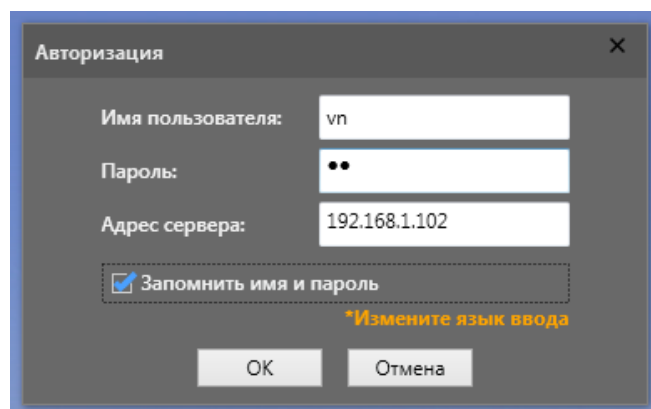 Авторизация
Имя пользователя: vn
Пароль: ••
Адрес сервера: 192.168.1.102
Запомнить имя и пароль
*Измените язык ввода
OK Отмена